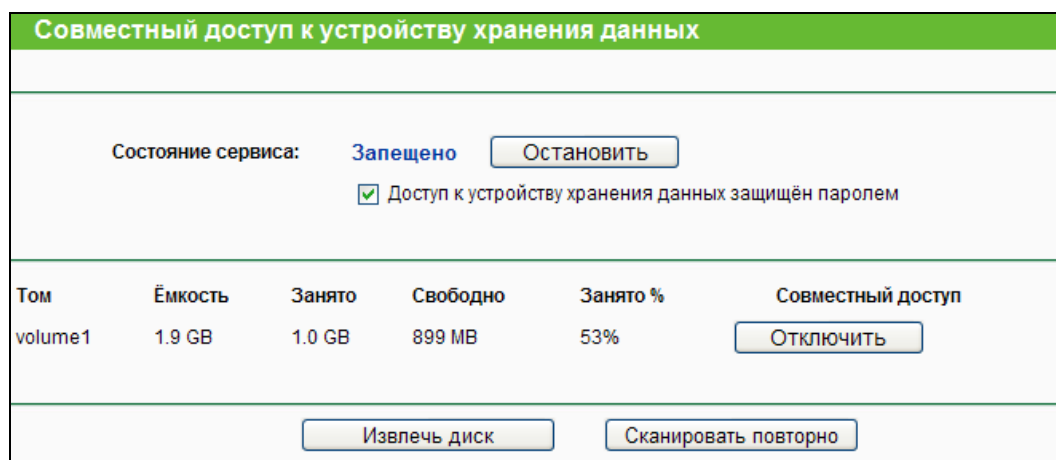 Совместный доступ к устройству хранения данных
Состояние сервиса: Запещено Остановить
Доступ к устройству хранения данных защищён паролем
Том Ёмкость Занято Свободно Занято % Совместный доступ
volume1 1.9 GB 1.0 GB 899 MB 53% Отключить
Извлечь диск Сканировать повторно